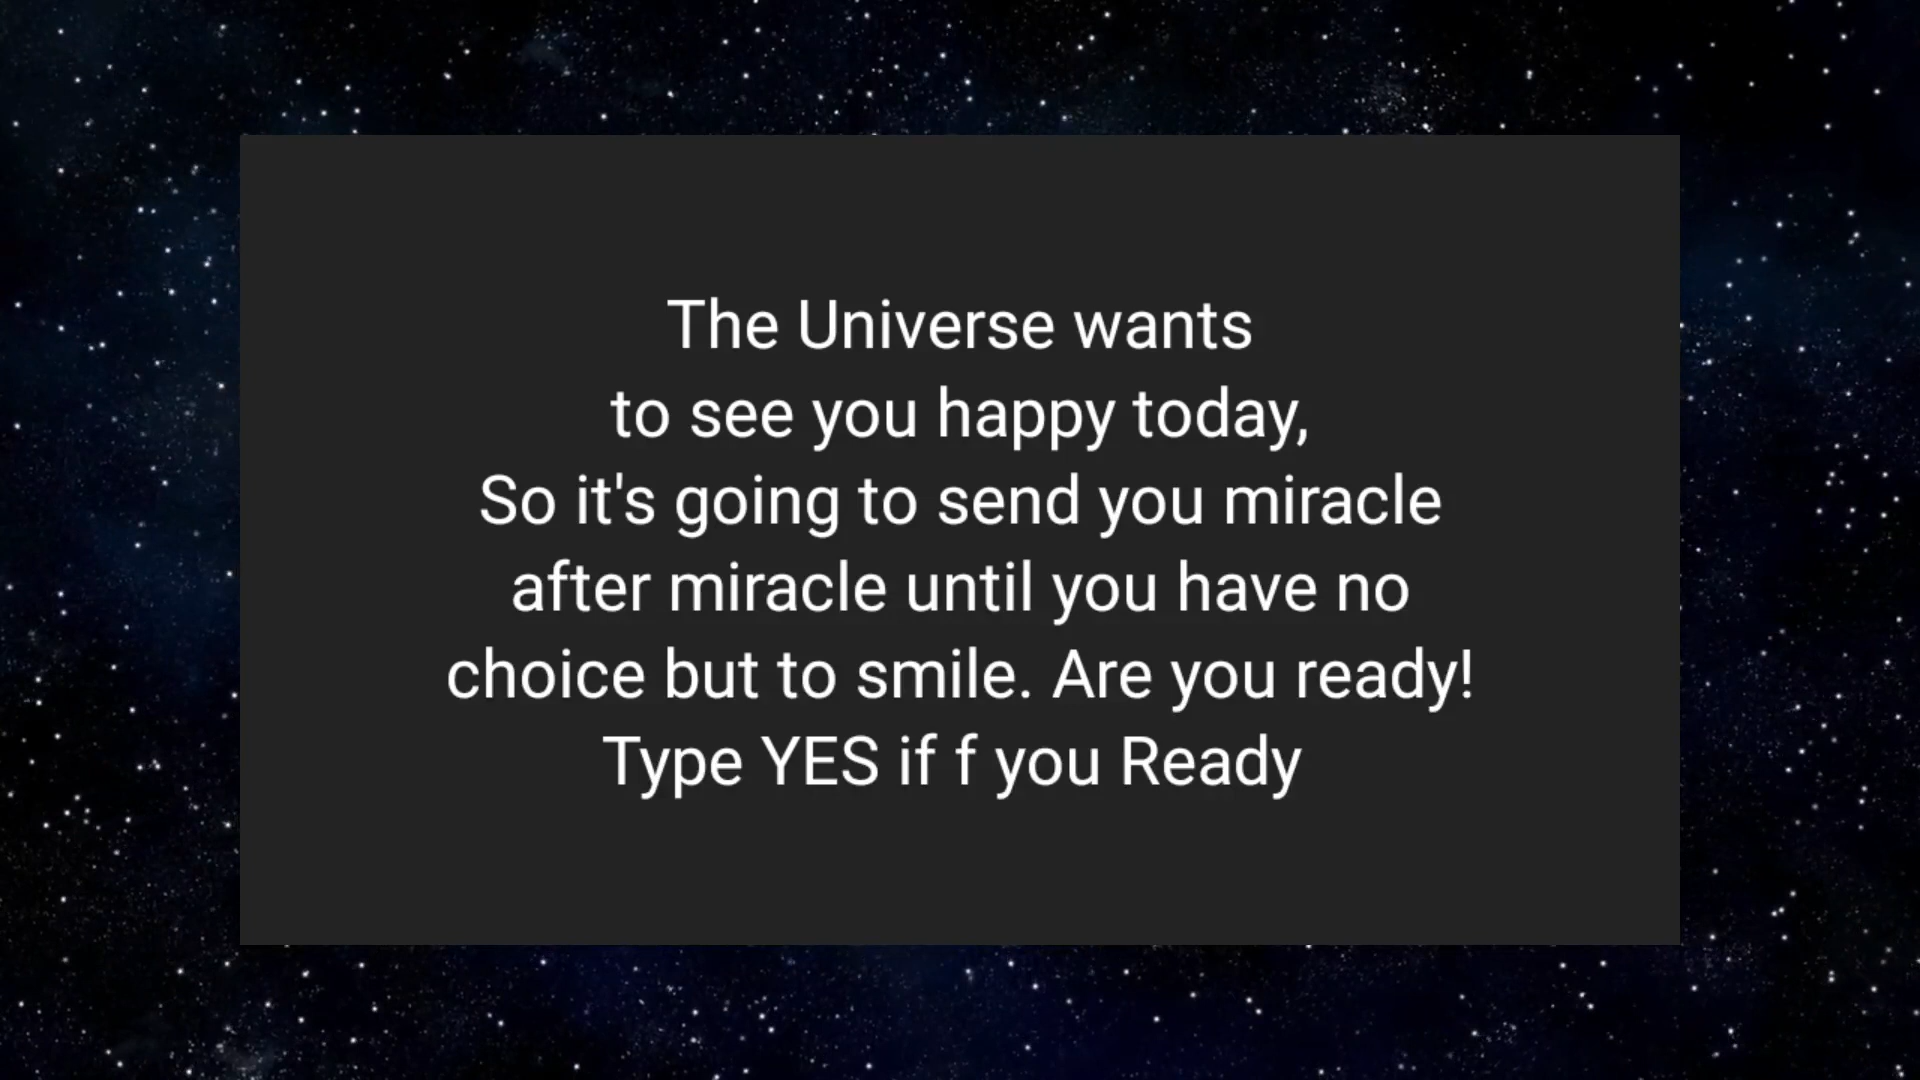 The Universe wants
to see you happy today,
So it's going to send you miracle
after miracle until you have no
choice but to smile. Are you ready!
Type YES if f you Ready